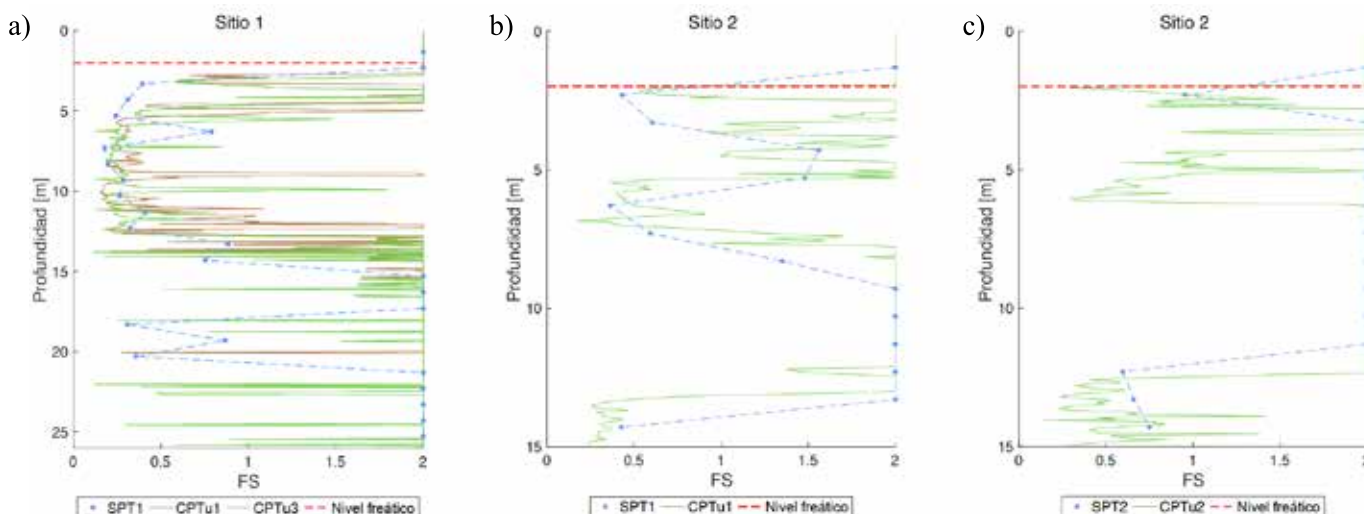 a)
Sitio 1
0
5
10
15
20
25
Profundidad [m]
0
0.5
1
1.5
2
FS
SPT1 CPTu1 CPTu3 Nivel freático
b)
Sitio 2
0
5
10
15
Profundidad [m]
0
0.5
1
1.5
2
FS
SPT1 CPTu1 Nivel freático
c)
Sitio 2
0
5
10
15
Profundidad [m]
0
0.5
1
1.5
2
FS
SPT2 CPTu2 Nivel freático